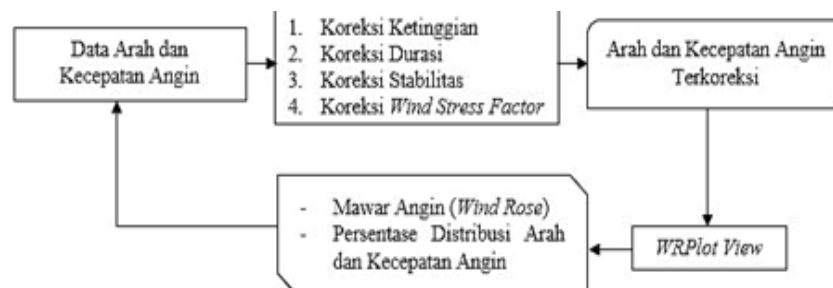 Data Arah dan
Kecepatan Angin
1. Koreksi Ketinggian
2. Koreksi Durasi
3. Koreksi Stabilitas
4. Koreksi Wind Stress Factor
Arah dan Kecepatan Angin
Terkoreksi
- Mawar Angin (Wind Rose)
- Persentase Distribusi Arah
dan Kecepatan Angin
WRPlot View